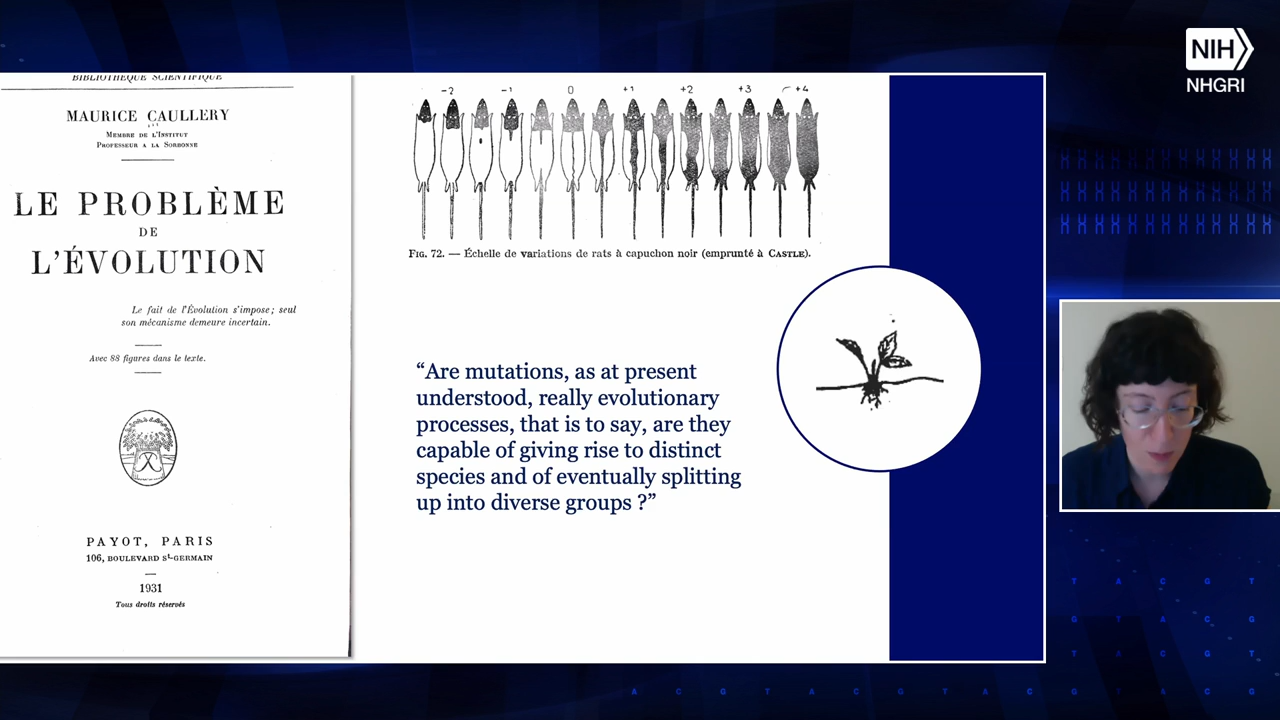 NIH
NHGRI
BIBLIOTHÈQUE SCIENTIFIQUE
MAURICE CAULLERY
MEMBRE DE L'INSTITUT
PROFESSEUR A LA SORBONNE
LE PROBLÈME
DE
L'ÉVOLUTION
Le fait de l'Évolution s'impose; seul
son mécanisme demeure incertain.
Avec 88 figures dans le texte.
PAYOT, PARIS
106, BOULEVARD ST-GERMAIN
1931
Tous droits réservés
-2 -1 0 +1 +2 +3 +4
FIG. 72. — Échelle de variations de rats à capuchon noir (emprunté à CASTLE).
“Are mutations, as at present
understood, really evolutionary
processes, that is to say, are they
capable of giving rise to distinct
species and of eventually splitting
up into diverse groups ?”
T A C G T
G T A C G
T A C G T
A C G T A C G T A C G T A C G